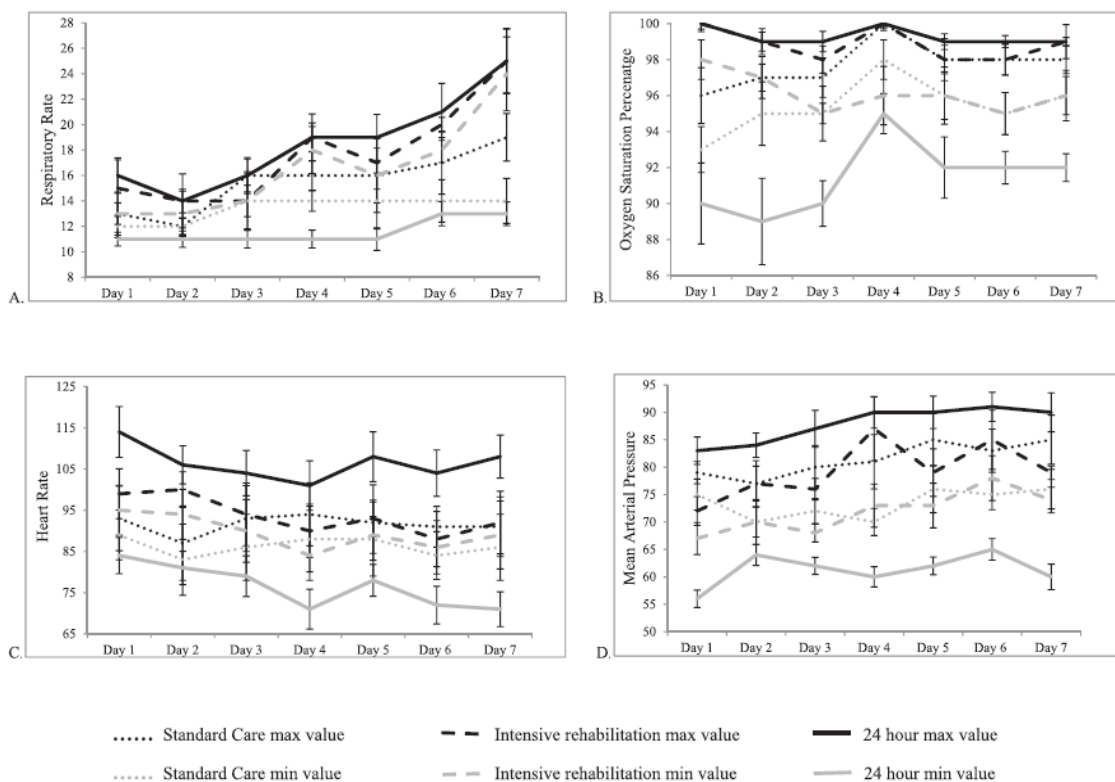 28
26
24
22
20
18
16
14
12
10
8
Respiratory Rate
Day 1 Day 2 Day 3 Day 4 Day 5 Day 6 Day 7
A.
100
98
96
94
92
90
88
86
Oxygen Saturation Percenatge
Day 1 Day 2 Day 3 Day 4 Day 5 Day 6 Day 7
B.
125
115
105
95
85
75
65
Heart Rate
Day 1 Day 2 Day 3 Day 4 Day 5 Day 6 Day 7
C.
95
90
85
80
75
70
65
60
55
50
Mean Arterial Pressure
Day 1 Day 2 Day 3 Day 4 Day 5 Day 6 Day 7
D.
Standard Care max value Intensive rehabilitation max value 24 hour max value
Standard Care min value Intensive rehabilitation min value 24 hour min value